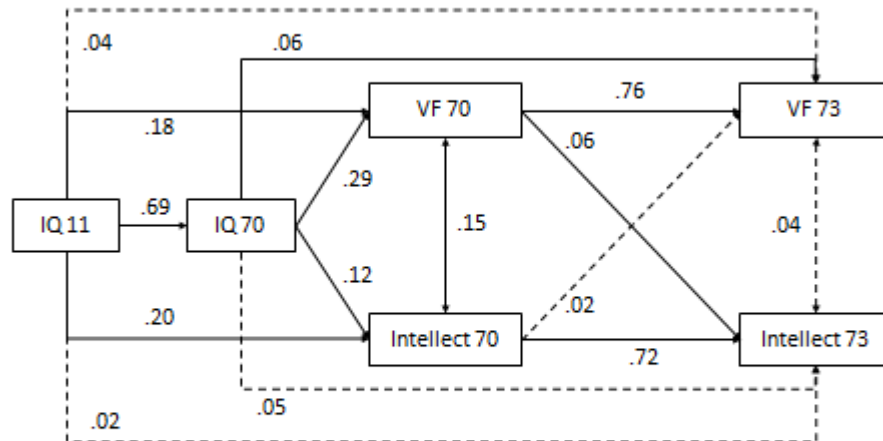 .04
.06
VF 70
.76
VF 73
.18
.06
.29
IQ 11
.69
IQ 70
.15
.04
.12
.20
.02
Intellect 70
.72
Intellect 73
.05
.02